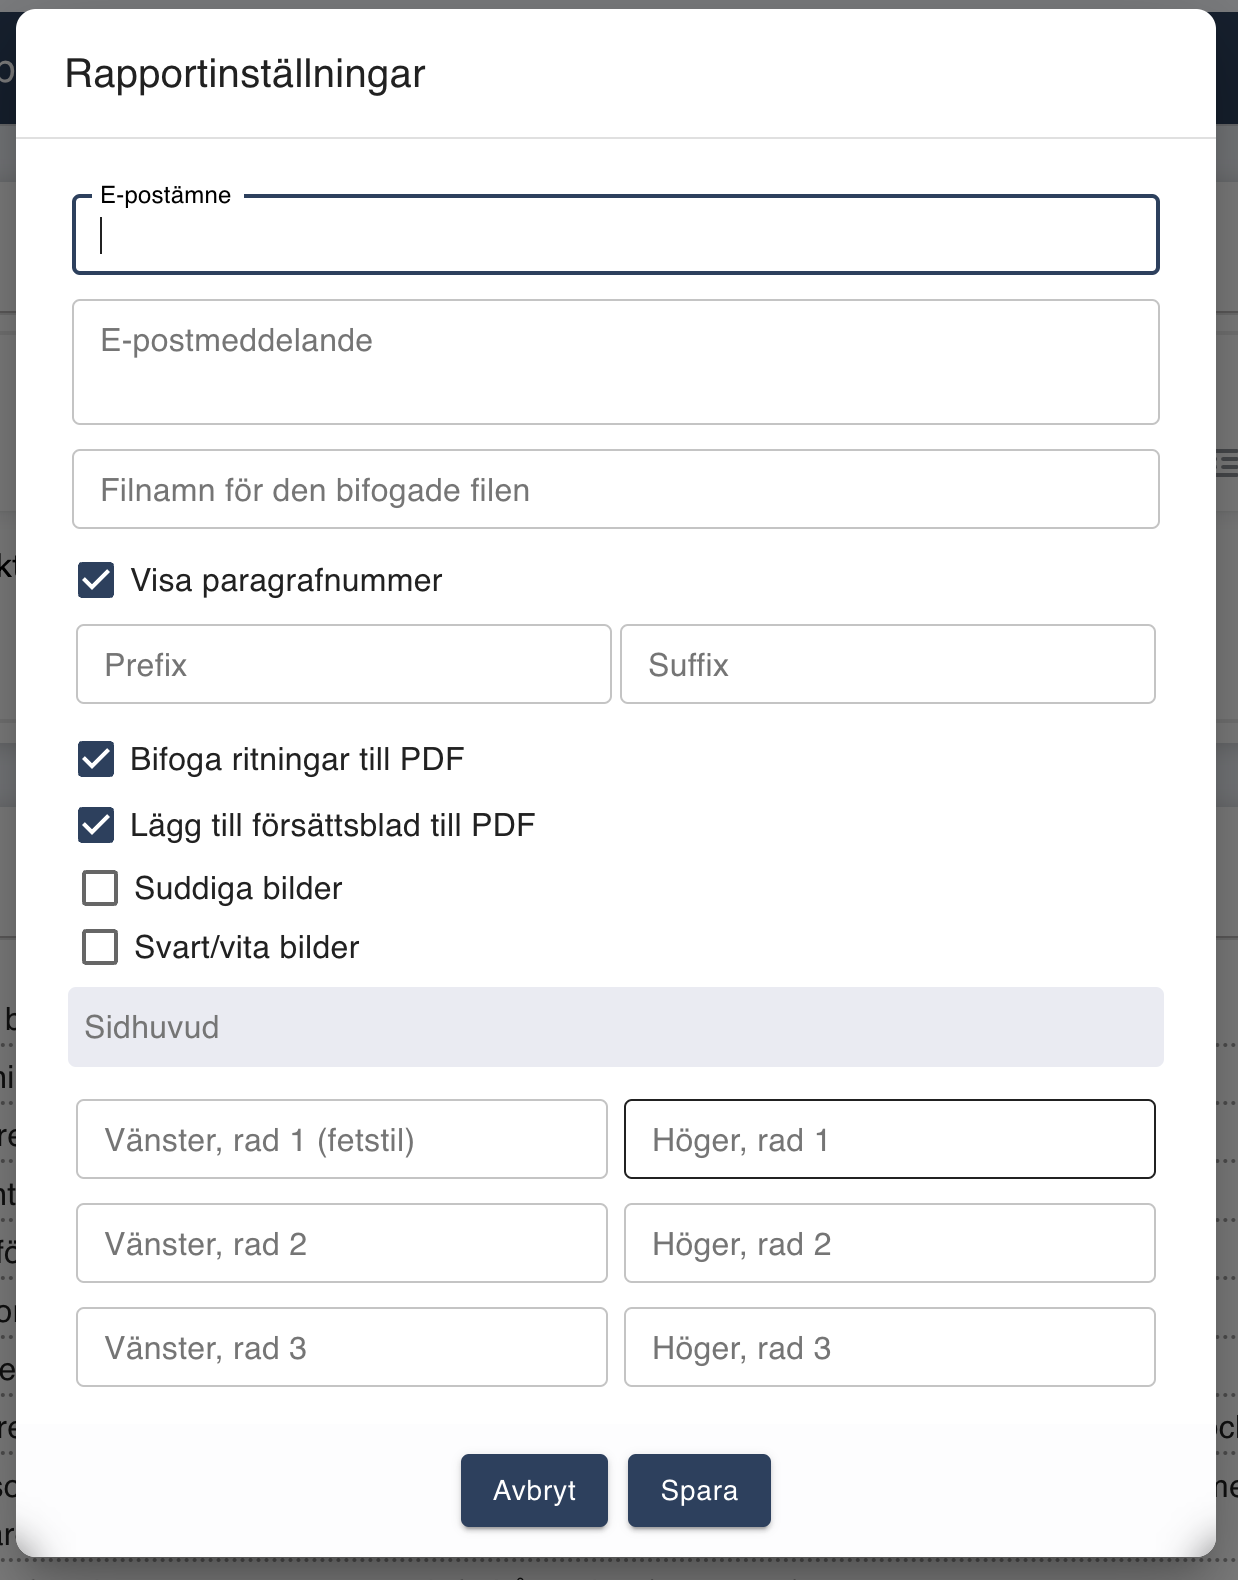 Rapportinställningar
E-postämne
E-postmeddelande
Filnamn för den bifogade filen
Visa paragrafnummer
Prefix Suffix
Bifoga ritningar till PDF
Lägg till försättsblad till PDF
Suddiga bilder
Svart/vita bilder
Sidhuvud
Vänster, rad 1 (fetstil) Höger, rad 1
Vänster, rad 2 Höger, rad 2
Vänster, rad 3 Höger, rad 3
Avbryt Spara